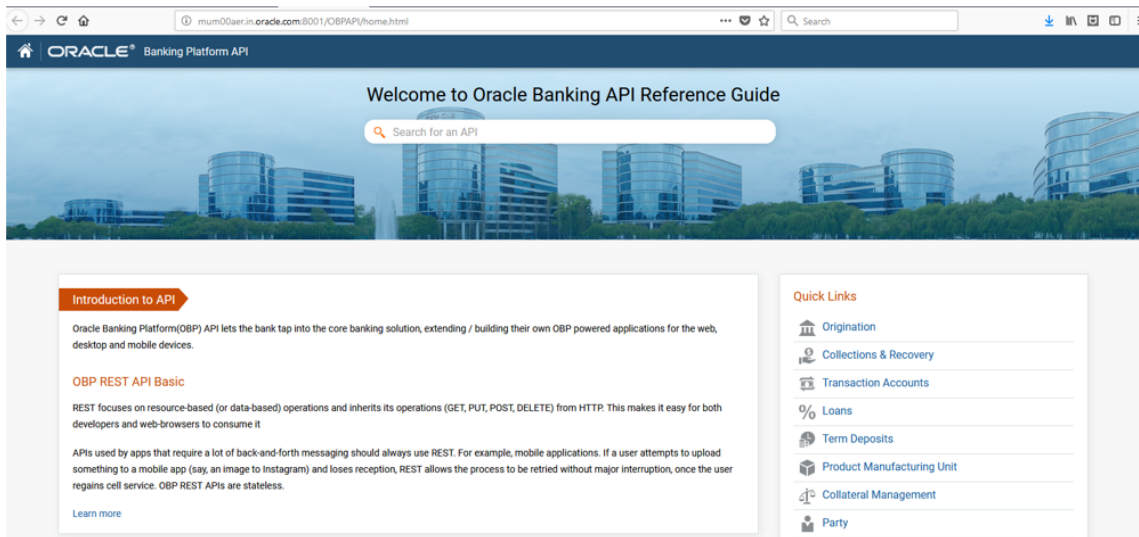 mum00aer.in.oracle.com:8001/OBPAPI/home.html
Search
ORACLE® Banking Platform API
Welcome to Oracle Banking API Reference Guide
Search for an API
Introduction to API
Oracle Banking Platform(OBP) API lets the bank tap into the core banking solution, extending / building their own OBP powered applications for the web,
desktop and mobile devices.
OBP REST API Basic
REST focuses on resource-based (or data-based) operations and inherits its operations (GET, PUT, POST, DELETE) from HTTP. This makes it easy for both
developers and web-browsers to consume it
APIs used by apps that require a lot of back-and-forth messaging should always use REST. For example, mobile applications. If a user attempts to upload
something to a mobile app (say, an image to Instagram) and loses reception, REST allows the process to be retried without major interruption, once the user
regains cell service. OBP REST APIs are stateless.
Learn more
Quick Links
Origination
Collections & Recovery
Transaction Accounts
Loans
Term Deposits
Product Manufacturing Unit
Collateral Management
Party